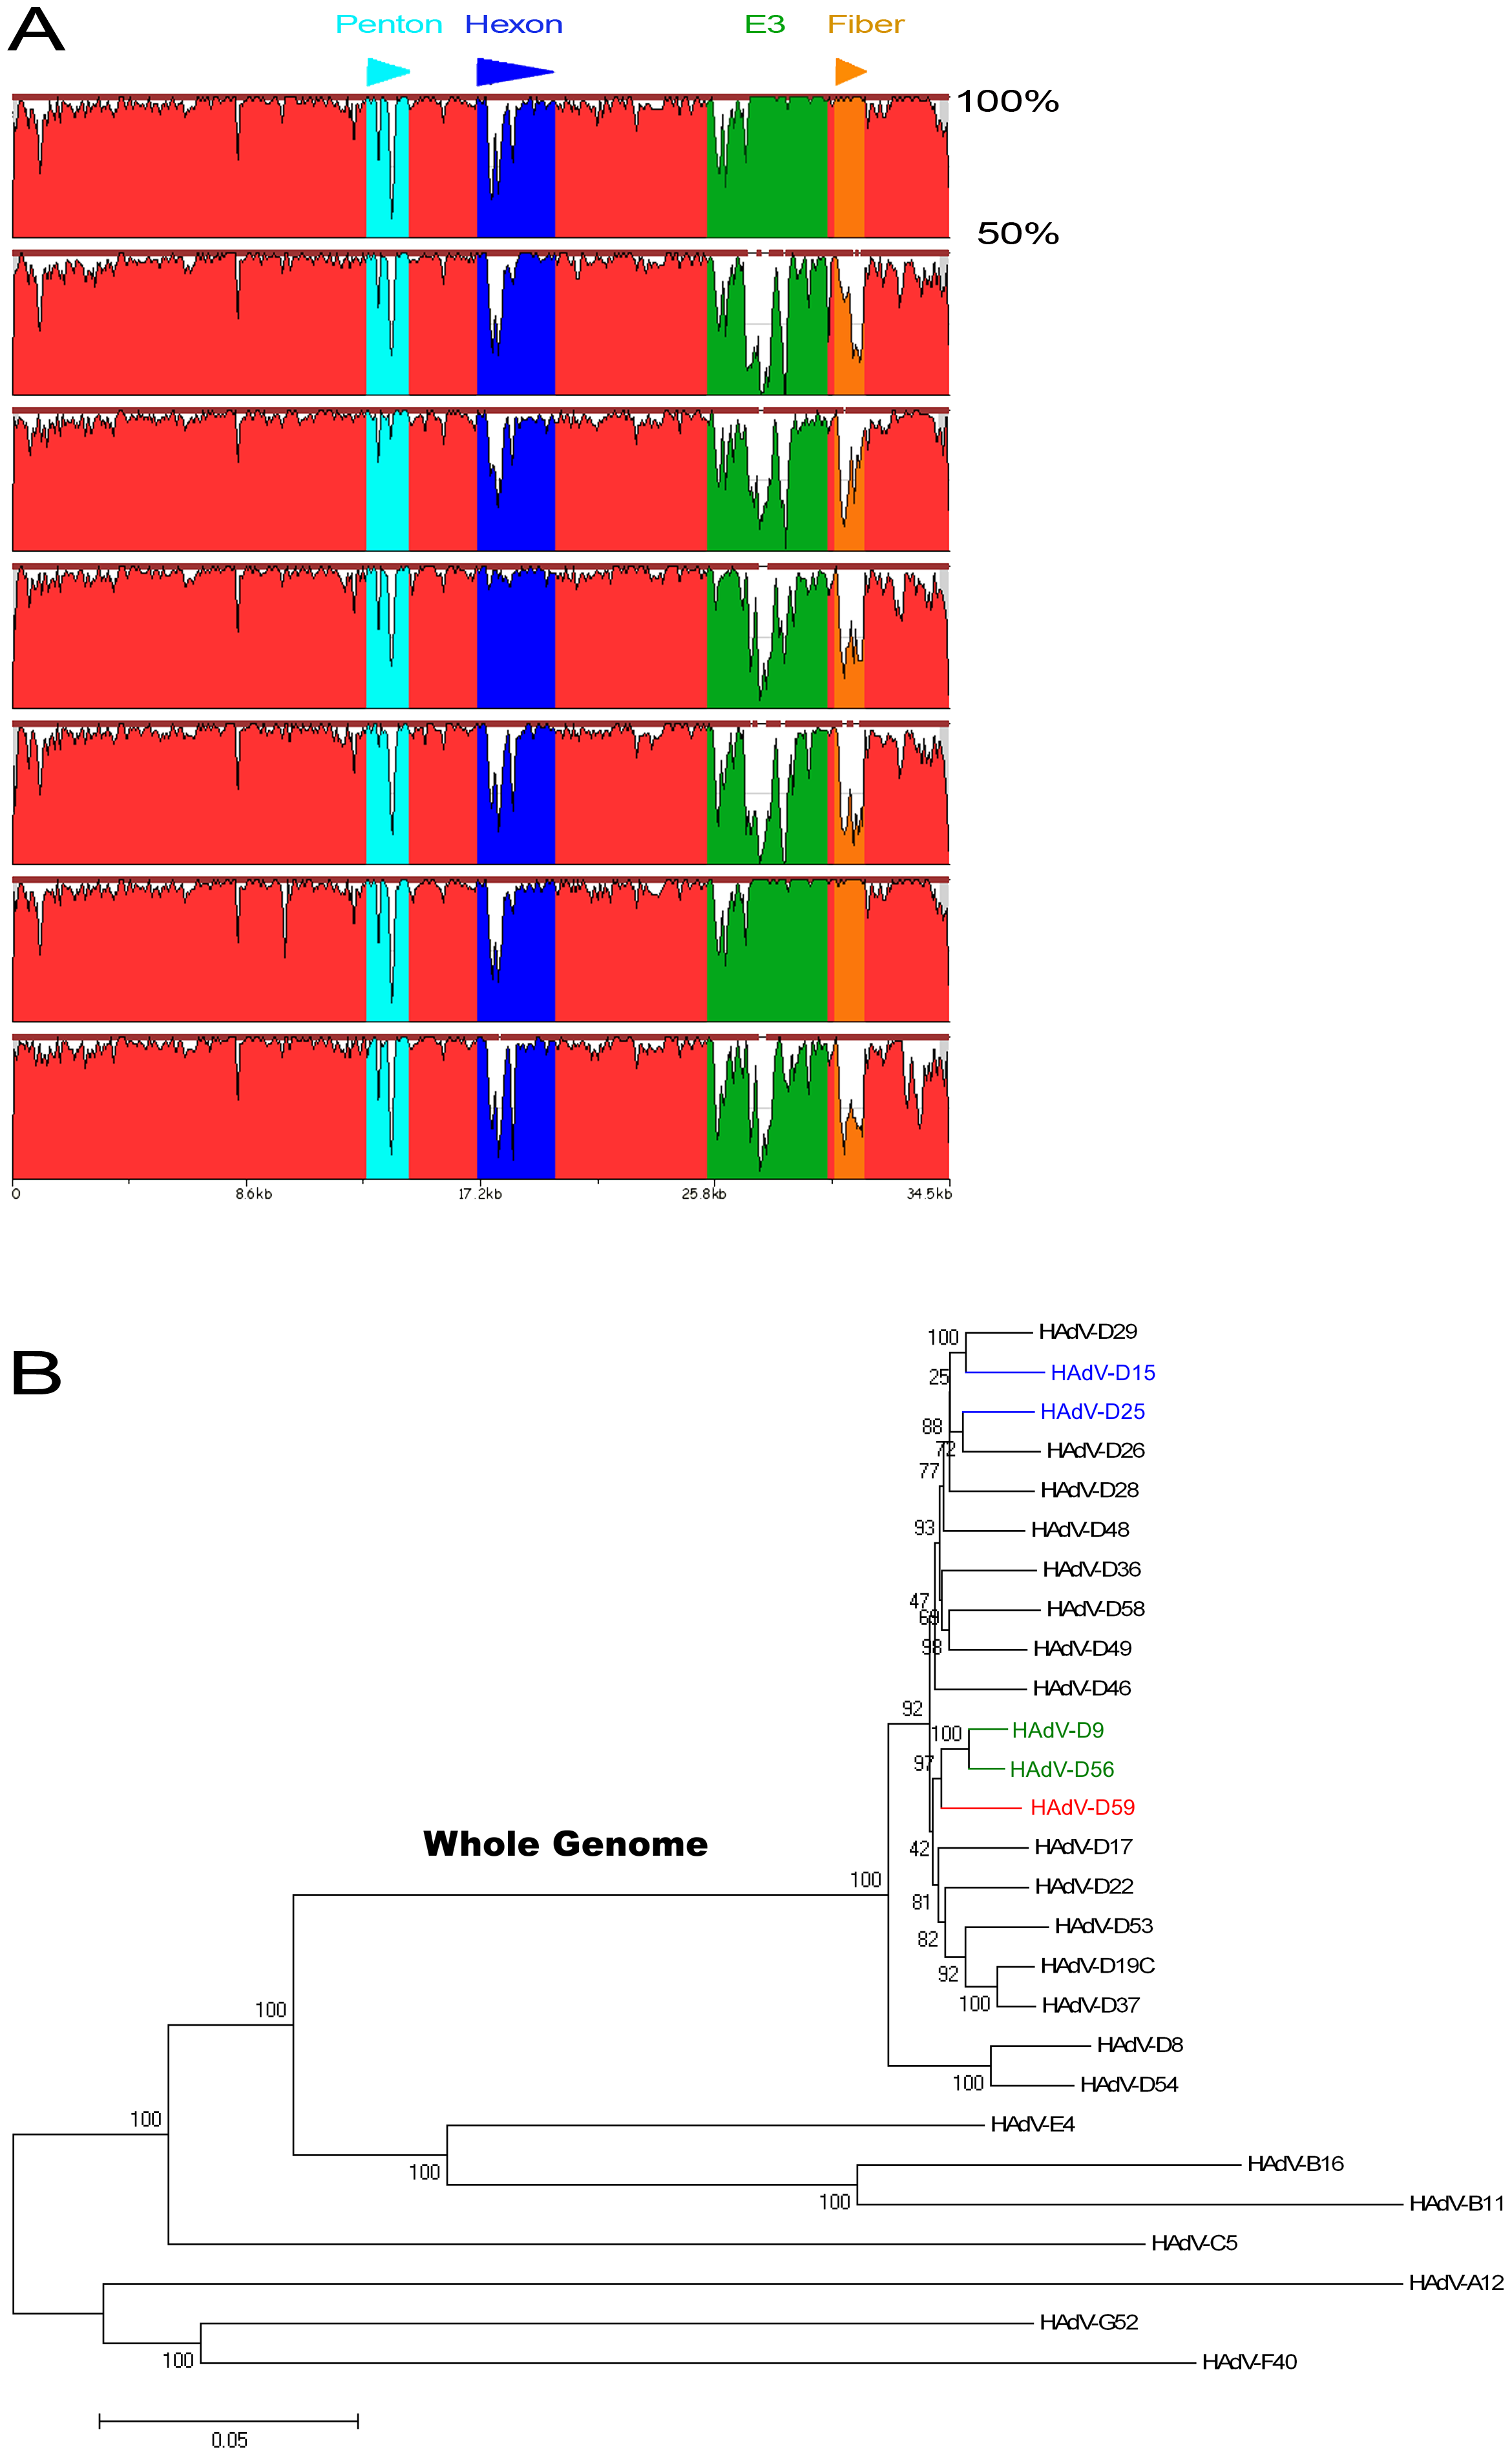 A
Penton Hexon E3 Fiber
100%
50%
0 8.6kb 17.2kb 25.8kb 34.5kb
B
HAdV-D29
100
HAdV-D15
25
HAdV-D25
88
72
HAdV-D26
77
HAdV-D28
93
HAdV-D48
HAdV-D36
47
HAdV-D58
69
98
HAdV-D49
HAdV-D46
92
HAdV-D9
100
97
HAdV-D56
HAdV-D59
Whole Genome
42
HAdV-D17
100
HAdV-D22
81
HAdV-D53
82
HAdV-D19C
92
100
HAdV-D37
100
HAdV-D8
100
HAdV-D54
100
HAdV-E4
100
HAdV-B16
100
HAdV-B11
HAdV-C5
HAdV-A12
HAdV-G52
100
HAdV-F40
0.05